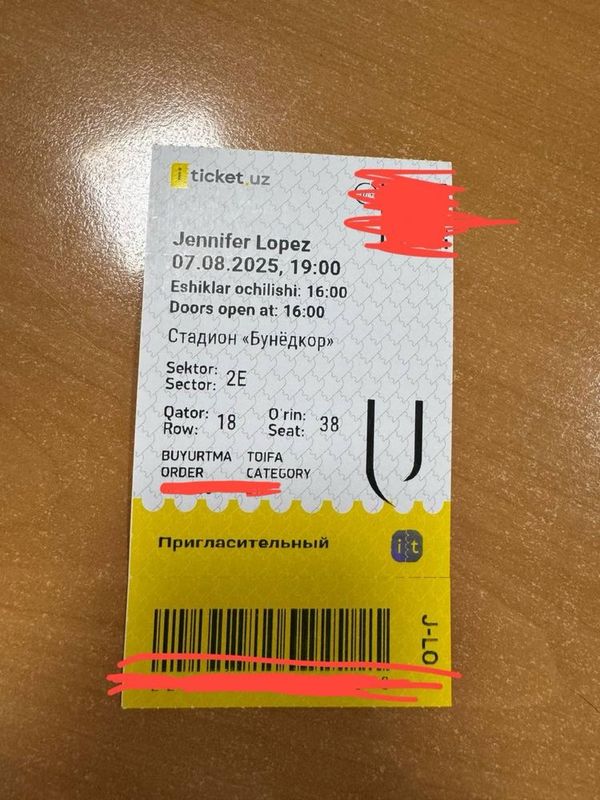 ticket.uz
Jennifer Lopez
07.08.2025, 19:00
Eshiklar ochilishi: 16:00
Doors open at: 16:00
Стадион «Бунёдкор»
Sektor:
Sector: 2E
Qator: O'rin:
Row: 18 Seat: 38
BUYURTMA TOIFA
ORDER CATEGORY
Пригласительный
it
J-LO